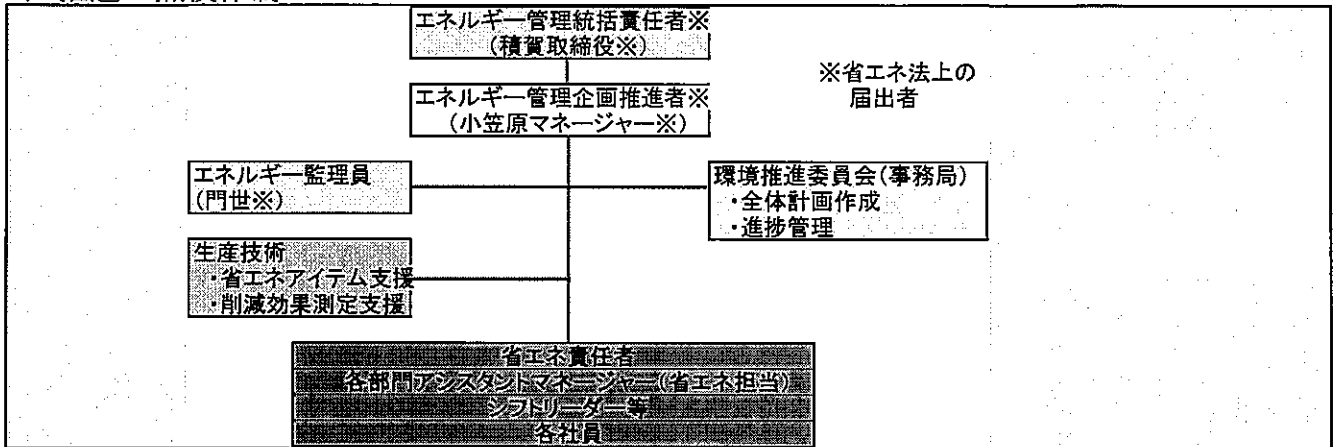 エネルギー管理統括責任者※
(積賀取締役※)
※省エネ法上の
届出者
エネルギー管理企画推進者※
(小笠原マネージャー※)
エネルギー監理員
(門世※)
環境推進委員会(事務局)
・全体計画作成
・進捗管理
生産技術
・省エネアイテム支援
・削減効果測定支援
省エネ責任者
各部門アシスタントマネージャー(省エネ担当)
シフトリーダー等
各社員